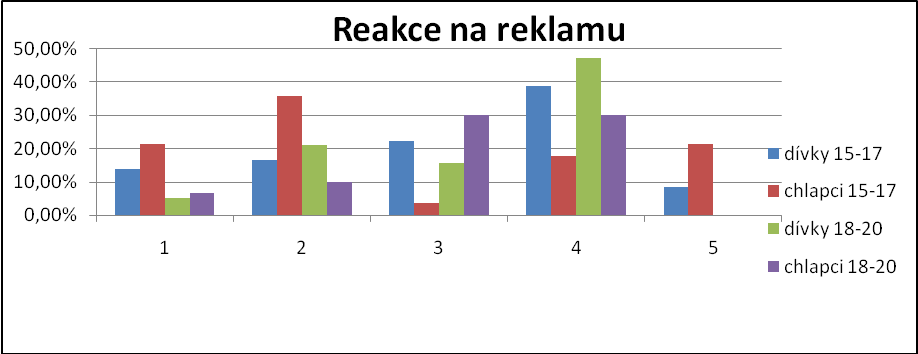 Reakce na reklamu
50,00%
40,00%
30,00%
20,00%
10,00%
0,00%
1 2 3 4 5
dívky 15-17
chlapci 15-17
dívky 18-20
chlapci 18-20